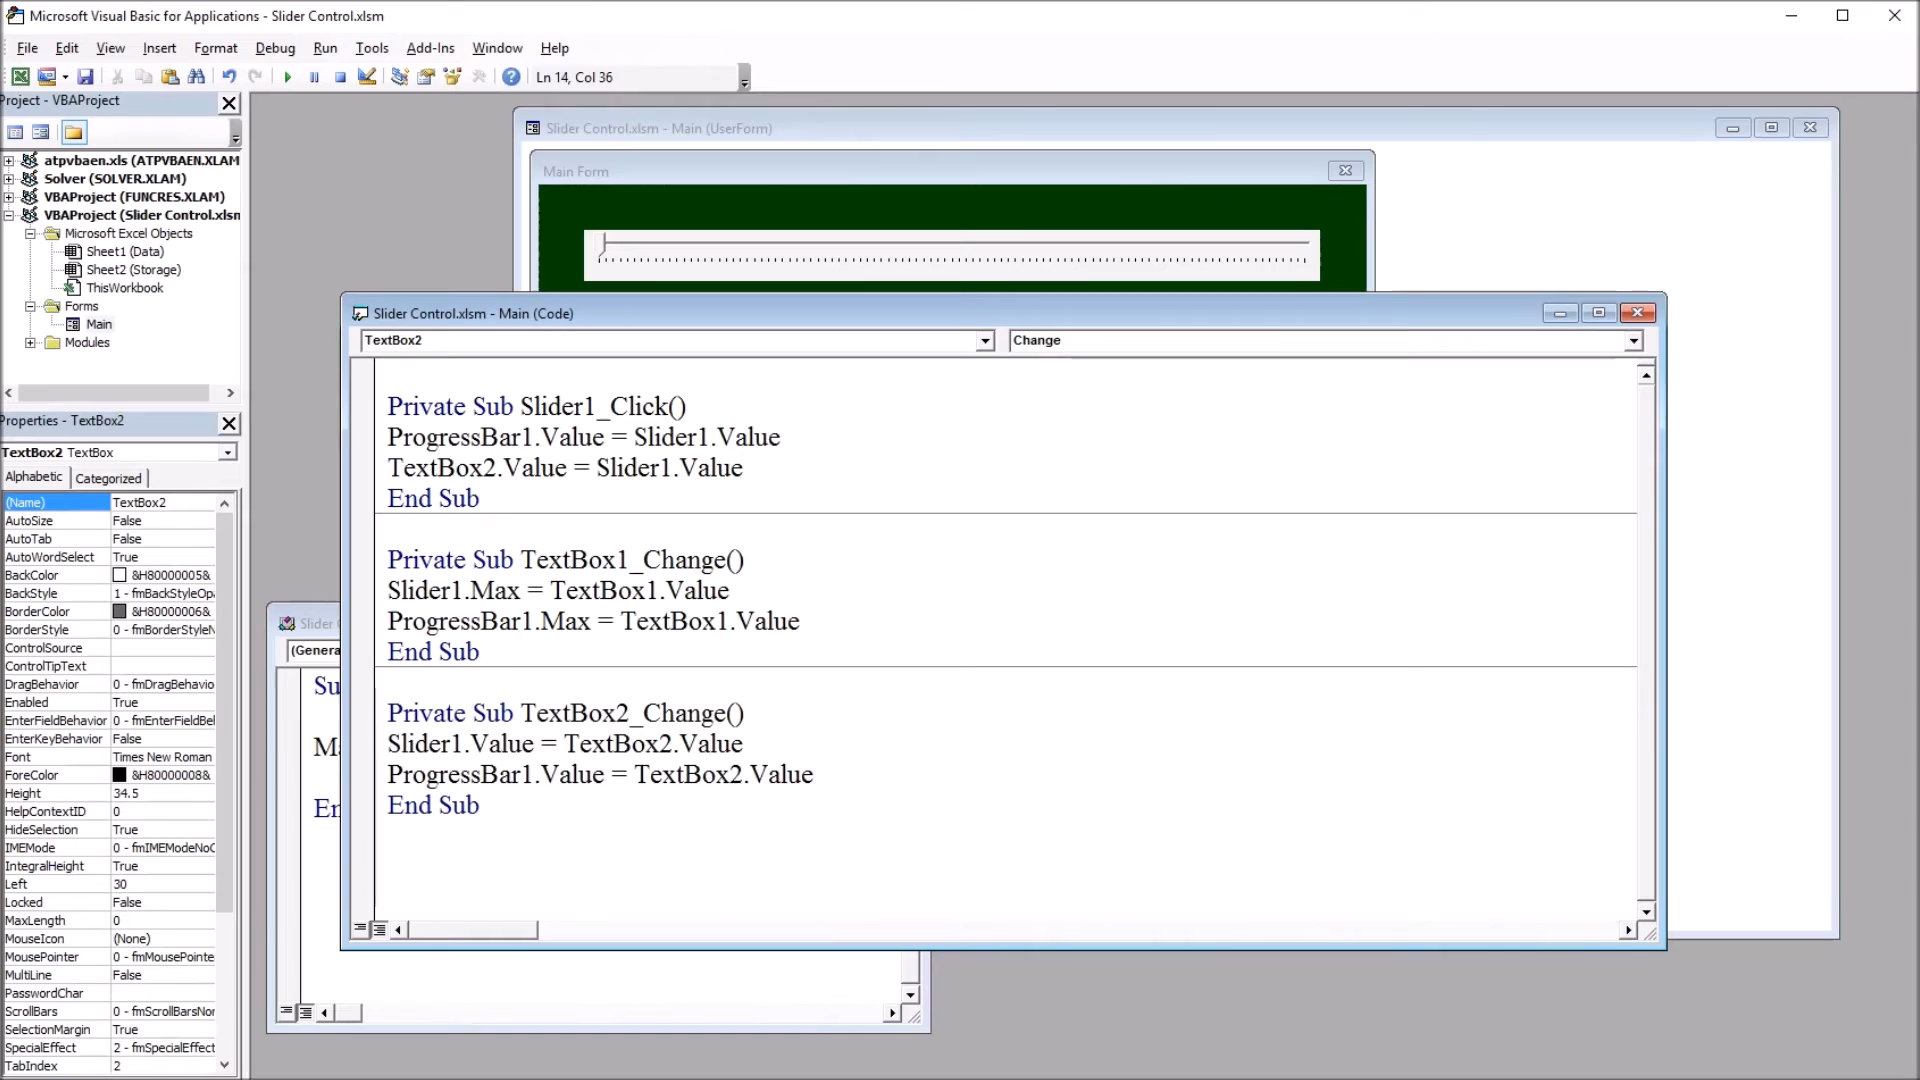 Microsoft Visual Basic for Applications - Slider Control.xlsm
File Edit View Insert Format Debug Run Tools Add-Ins Window Help
Ln 14, Col 36
Project - VBAProject
atpvbaen.xls (ATPVBAEN.XLAM
Solver (SOLVER.XLAM)
VBAProject (FUNCRES.XLAM)
VBAProject (Slider Control.xlsm
Microsoft Excel Objects
Sheet1 (Data)
Sheet2 (Storage)
ThisWorkbook
Forms
Main
Modules
Properties - TextBox2
TextBox2 TextBox
Alphabetic Categorized
(Name) TextBox2
AutoSize False
AutoTab False
AutoWordSelect True
BackColor &H80000005&
BackStyle 1 - fmBackStyleOp
BorderColor &H80000006&
BorderStyle 0 - fmBorderStyleN
ControlSource
ControlTipText
DragBehavior 0 - fmDragBehavio
Enabled True
EnterFieldBehavior 0 - fmEnterFieldBel
EnterKeyBehavior False
Font Times New Roman
ForeColor &H80000008&
Height 34.5
HelpContextID 0
HideSelection True
IMEMode 0 - fmIMEModeNoC
IntegralHeight True
Left 30
Locked False
MaxLength 0
MouseIcon (None)
MousePointer 0 - fmMousePointe
MultiLine False
PasswordChar
ScrollBars 0 - fmScrollBarsNor
SelectionMargin True
SpecialEffect 2 - fmSpecialEffect
TabIndex 2
Slider Control.xlsm - Main (UserForm)
Main Form
Slider Control.xlsm - Main (Code)
TextBox2 Change
Private Sub Slider1_Click()
ProgressBar1.Value = Slider1.Value
TextBox2.Value = Slider1.Value
End Sub
Private Sub TextBox1_Change()
Slider1.Max = TextBox1.Value
ProgressBar1.Max = TextBox1.Value
End Sub
Private Sub TextBox2_Change()
Slider1.Value = TextBox2.Value
ProgressBar1.Value = TextBox2.Value
End Sub
Slider
(Genera
Su
Ma
En